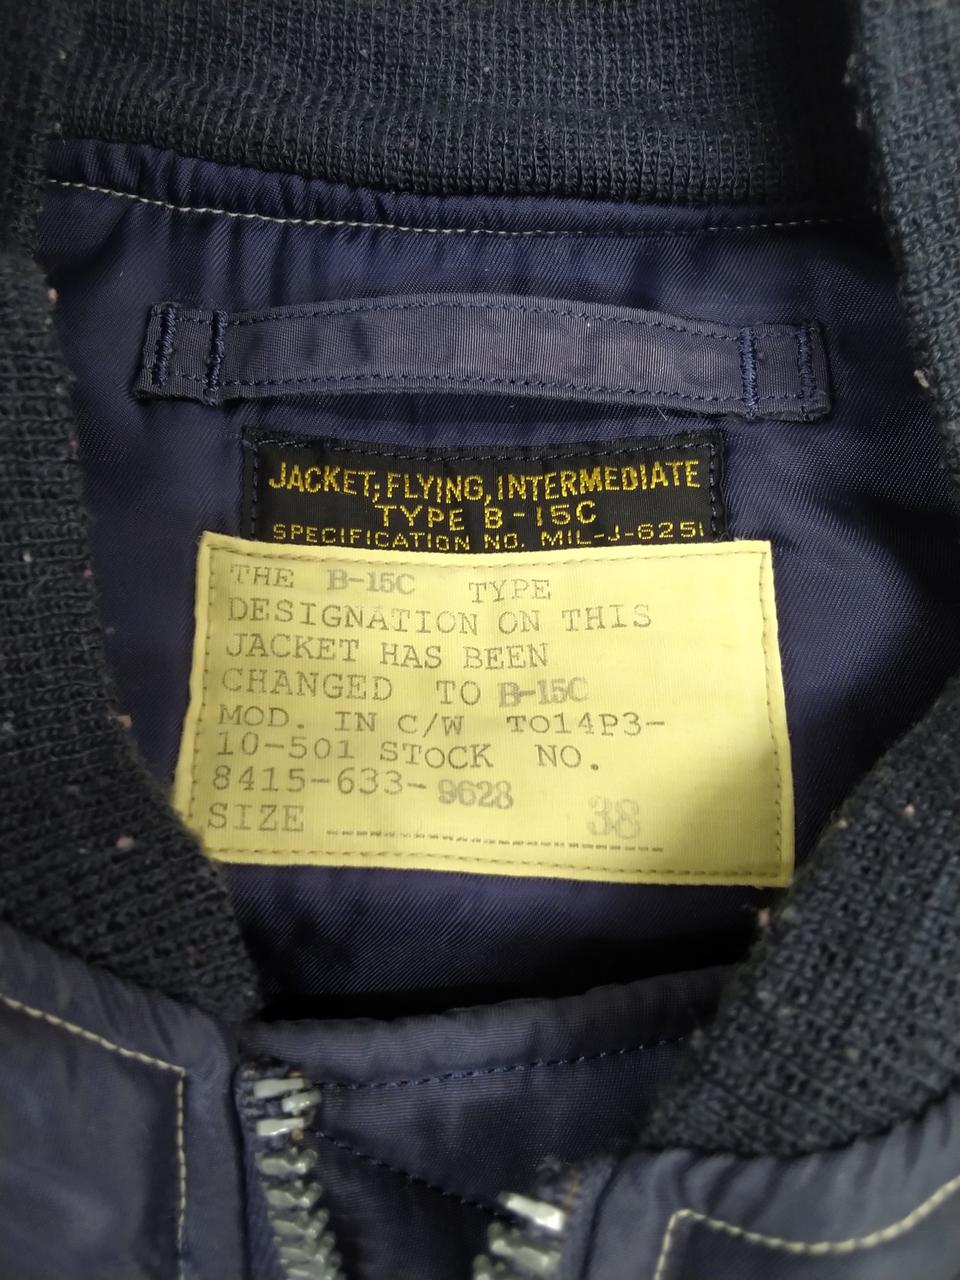 JACKET; FLYING, INTERMEDIATE
TYPE B-15C
SPECIFICATION NO. MIL-J-6251
THE B-15C TYPE
DESIGNATION ON THIS
JACKET HAS BEEN
CHANGED TO B-15C
MOD. IN C/W TO14P3-
10-501 STOCK NO.
8415-633-9628
SIZE 38